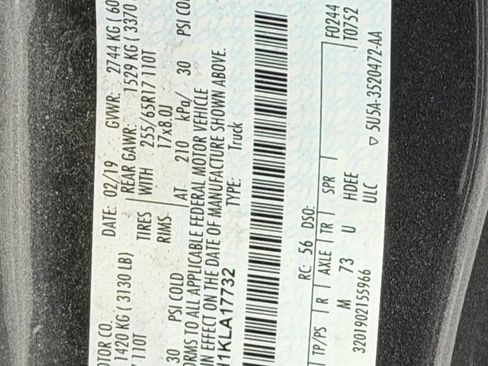 OTOR CO. DATE: 02/19 GVWR: 2744 KG (60
1420 KG ( 3130 LB) REAR GAWR: 1529 KG ( 3370
110T TIRES WITH 255/65R17 110T
RIMS 17x8.0J
30 PSI COLD AT 210 kPa/ 30 PSI COL
ORMS TO ALL APPLICABLE FEDERAL MOTOR VEHICLE
IN EFFECT ON THE DATE OF MANUFACTURE SHOWN ABOVE.
1KLA17732 TYPE: Truck
F0244
RC: 56 DSO: T0752
TP/PS R AXLE TR SPR
M 73 U HDEE
3201902155966 ULC ▽ 5U5A-3520472-AA